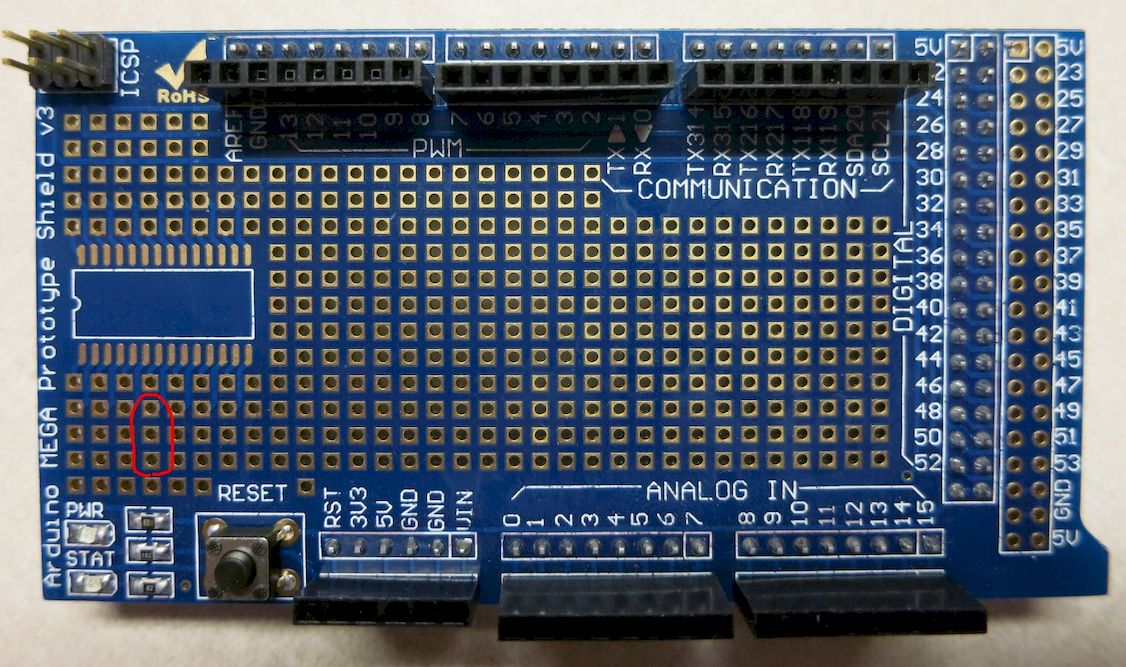 ICSP
RoHS
AREF
GND
13
12
11
10
9
8
7
6
5
4
3
2
TX 1
RX 0
TX3 14
RX3 15
TX2 16
RX2 17
TX1 18
RX1 19
SDA 20
SCL 21
PWM
COMMUNICATION
5V 5V
23
24 25
26 27
28 29
30 31
32 33
34 35
36 37
38 39
40 41
42 43
44 45
46 47
48 49
50 51
52 53
GND
5V
DIGITAL
Arduino MEGA Prototype Shield v3
PWR
STAT
RESET
RST
3V3
5V
GND
GND
VIN
ANALOG IN
0
1
2
3
4
5
6
7
8
9
10
11
12
13
14
15